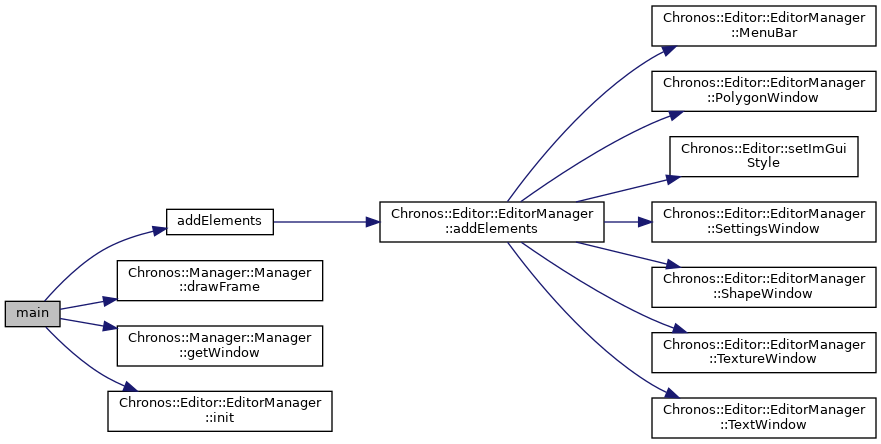 main
addElements
Chronos::Manager::Manager
::drawFrame
Chronos::Manager::Manager
::getWindow
Chronos::Editor::EditorManager
::init
Chronos::Editor::EditorManager
::addElements
Chronos::Editor::EditorManager
::MenuBar
Chronos::Editor::EditorManager
::PolygonWindow
Chronos::Editor::setImGui
Style
Chronos::Editor::EditorManager
::SettingsWindow
Chronos::Editor::EditorManager
::ShapeWindow
Chronos::Editor::EditorManager
::TextureWindow
Chronos::Editor::EditorManager
::TextWindow